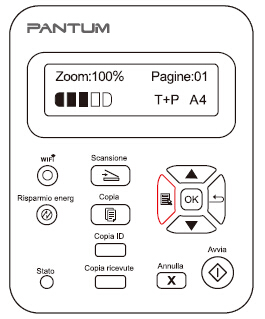 PANTUM
Zoom:100% Pagine:01
T+P A4
WiFi Scansione
Risparmio energ Copia
OK
Copia ID
Avvia
Stato Copia ricevute Annulla
X